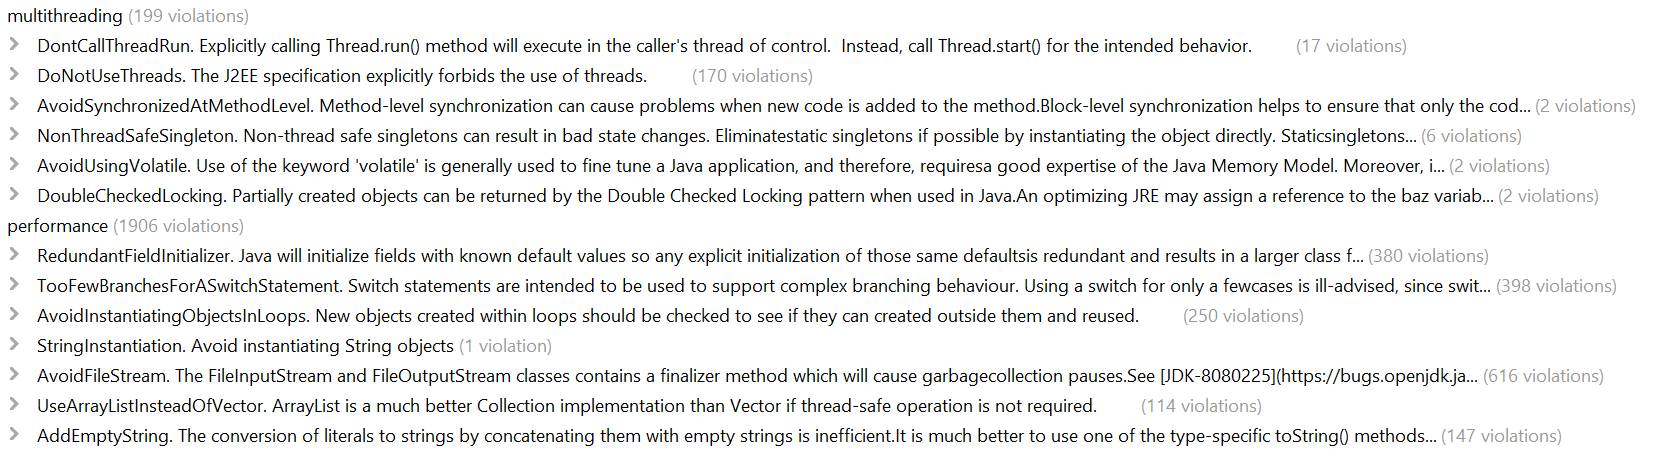 multithreading (199 violations)
DontCallThreadRun. Explicitly calling Thread.run() method will execute in the caller's thread of control.  Instead, call Thread.start() for the intended behavior. (17 violations)
DoNotUseThreads. The J2EE specification explicitly forbids the use of threads. (170 violations)
AvoidSynchronizedAtMethodLevel. Method-level synchronization can cause problems when new code is added to the method.Block-level synchronization helps to ensure that only the cod... (2 violations)
NonThreadSafeSingleton. Non-thread safe singletons can result in bad state changes. Eliminatestatic singletons if possible by instantiating the object directly. Staticsingletons... (6 violations)
AvoidUsingVolatile. Use of the keyword 'volatile' is generally used to fine tune a Java application, and therefore, requiresa good expertise of the Java Memory Model. Moreover, i... (2 violations)
DoubleCheckedLocking. Partially created objects can be returned by the Double Checked Locking pattern when used in Java.An optimizing JRE may assign a reference to the baz variab... (2 violations)
performance (1906 violations)
RedundantFieldInitializer. Java will initialize fields with known default values so any explicit initialization of those same defaultsis redundant and results in a larger class f... (380 violations)
TooFewBranchesForASwitchStatement. Switch statements are intended to be used to support complex branching behaviour. Using a switch for only a fewcases is ill-advised, since swit... (398 violations)
AvoidInstantiatingObjectsInLoops. New objects created within loops should be checked to see if they can created outside them and reused. (250 violations)
StringInstantiation. Avoid instantiating String objects (1 violation)
AvoidFileStream. The FileInputStream and FileOutputStream classes contains a finalizer method which will cause garbagecollection pauses.See [JDK-8080225](https://bugs.openjdk.ja... (616 violations)
UseArrayListInsteadOfVector. ArrayList is a much better Collection implementation than Vector if thread-safe operation is not required. (114 violations)
AddEmptyString. The conversion of literals to strings by concatenating them with empty strings is inefficient.It is much better to use one of the type-specific toString() methods... (147 violations)